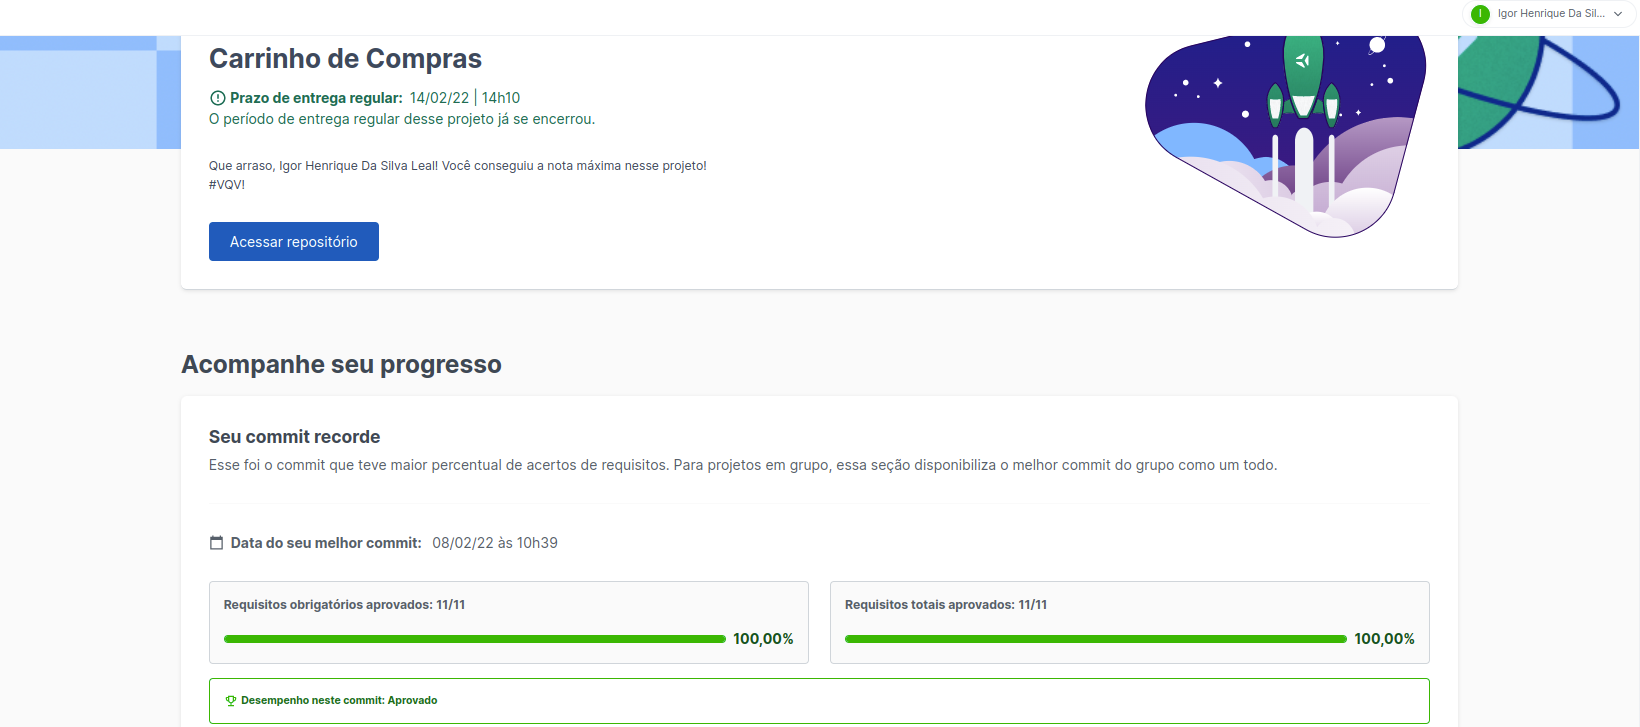 I Igor Henrique Da Sil...
Carrinho de Compras
Prazo de entrega regular: 14/02/22 | 14h10
O período de entrega regular desse projeto já se encerrou.
Que arraso, Igor Henrique Da Silva Leal! Você conseguiu a nota máxima nesse projeto!
#VQV!
Acessar repositório
Acompanhe seu progresso
Seu commit recorde
Esse foi o commit que teve maior percentual de acertos de requisitos. Para projetos em grupo, essa seção disponibiliza o melhor commit do grupo como um todo.
Data do seu melhor commit: 08/02/22 às 10h39
Requisitos obrigatórios aprovados: 11/11
100,00%
Requisitos totais aprovados: 11/11
100,00%
Desempenho neste commit: Aprovado